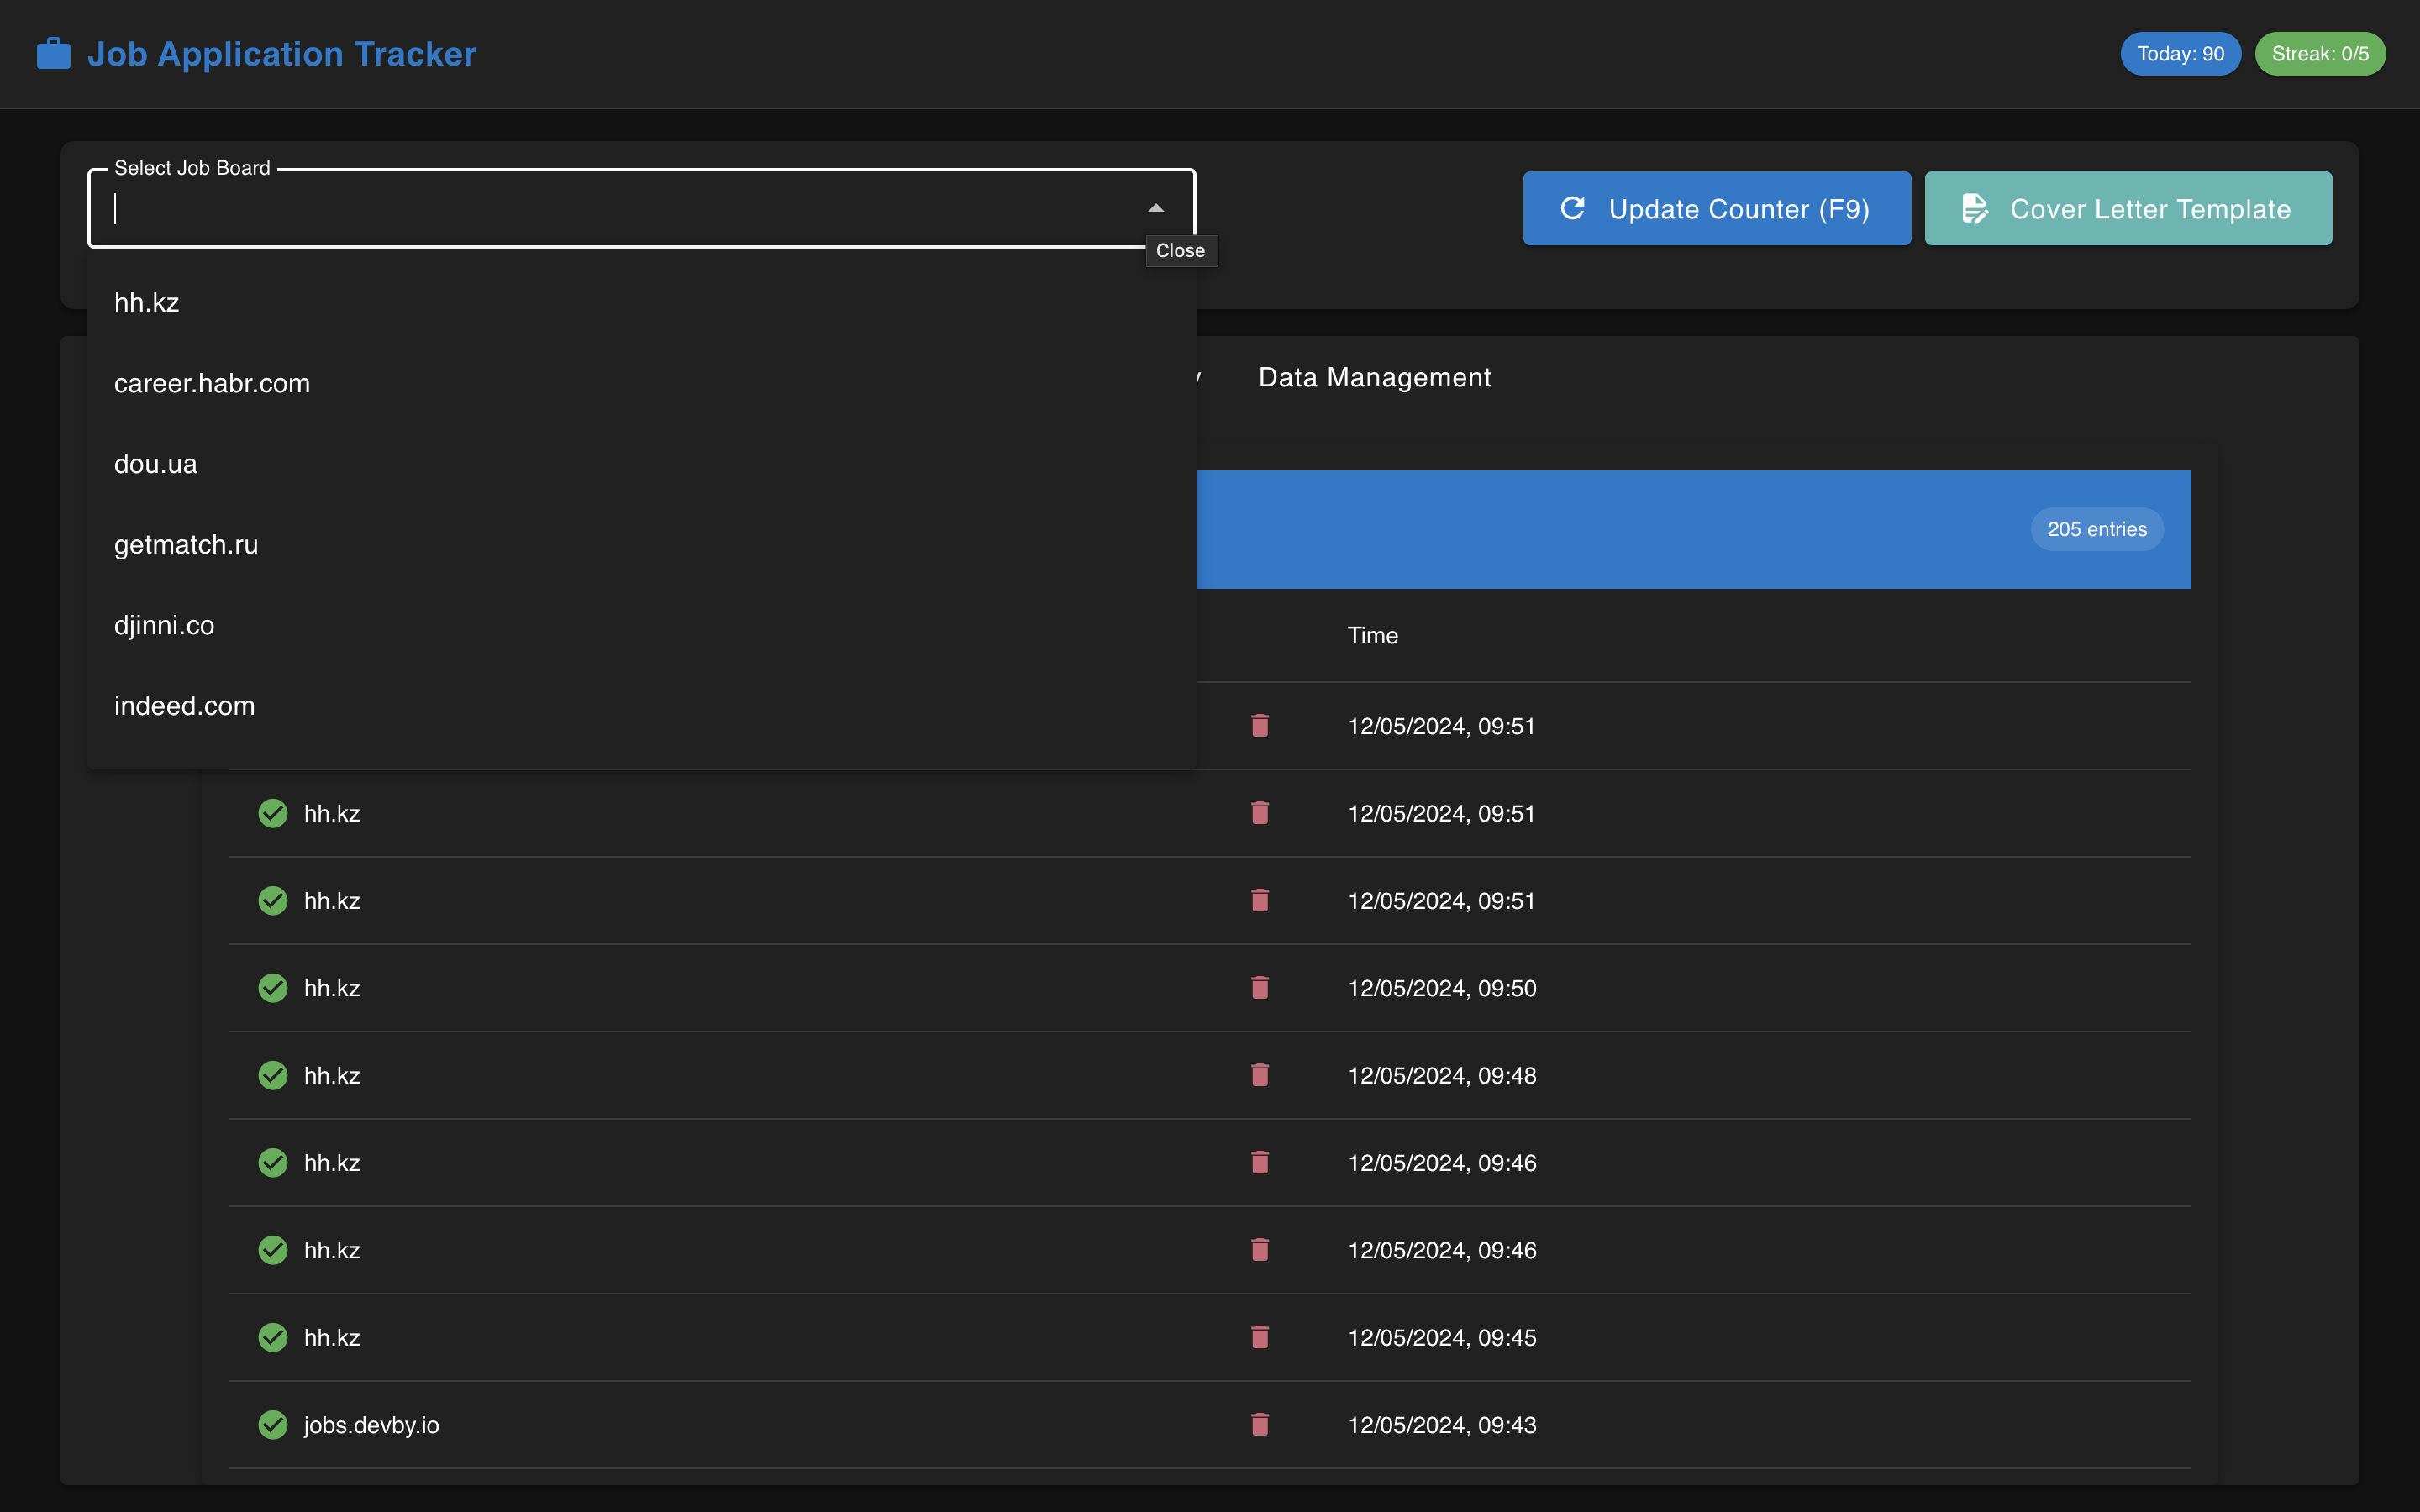 Job Application Tracker
Today: 90
Streak: 0/5
Select Job Board
Update Counter (F9)
Cover Letter Template
Close
hh.kz
career.habr.com
dou.ua
getmatch.ru
djinni.co
indeed.com
Data Management
205 entries
Time
12/05/2024, 09:51
hh.kz 12/05/2024, 09:51
hh.kz 12/05/2024, 09:51
hh.kz 12/05/2024, 09:50
hh.kz 12/05/2024, 09:48
hh.kz 12/05/2024, 09:46
hh.kz 12/05/2024, 09:46
hh.kz 12/05/2024, 09:45
jobs.devby.io 12/05/2024, 09:43